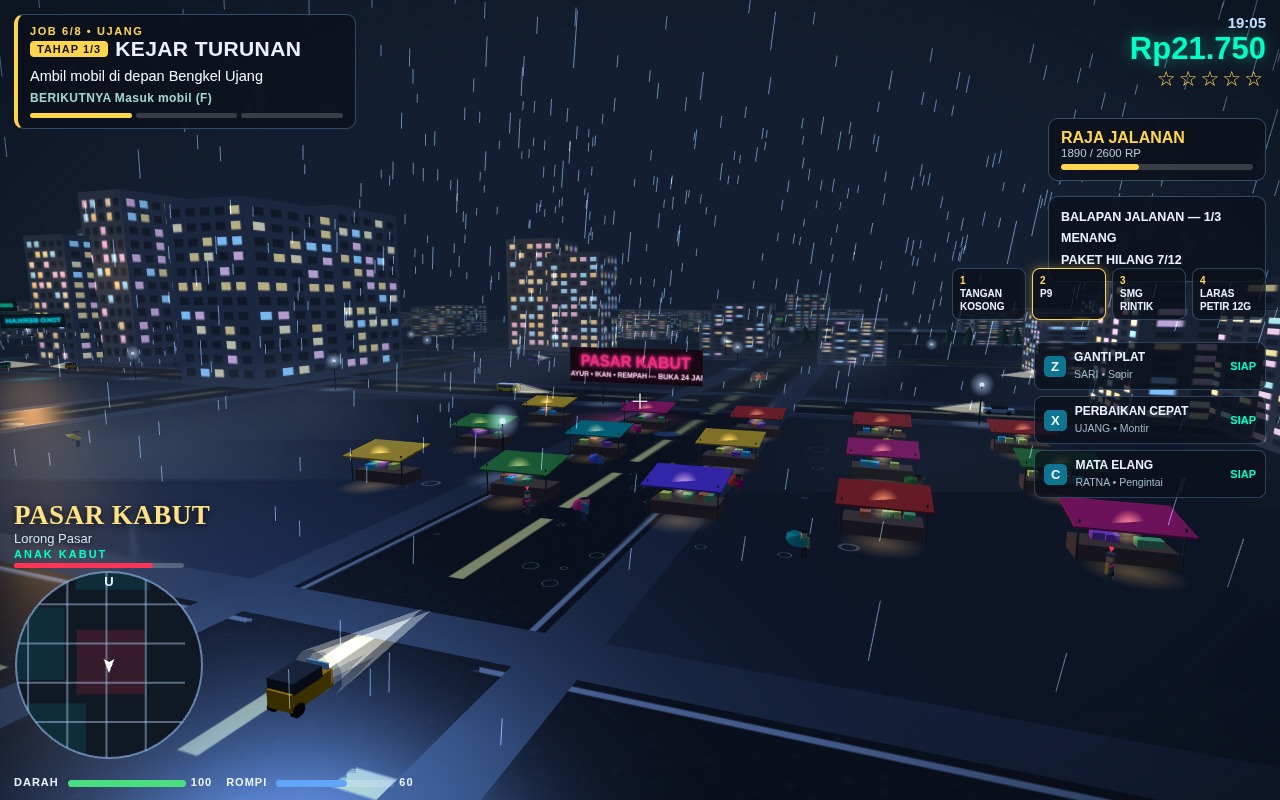 JOB 6/8 • UJANG
TAHAP 1/3 KEJAR TURUNAN
Ambil mobil di depan Bengkel Ujang
BERIKUTNYA Masuk mobil (F)
19:05
Rp21.750
☆☆☆☆☆
RAJA JALANAN
1890 / 2600 RP
BALAPAN JALANAN — 1/3
MENANG
PAKET HILANG 7/12
1
TANGAN
KOSONG
2
P9
3
SMG
RINTIK
4
LARAS
PETIR 12G
Z
GANTI PLAT
SARI • Sopir
SIAP
X
PERBAIKAN CEPAT
UJANG • Montir
SIAP
C
MATA ELANG
RATNA • Pengintai
SIAP
TOKO BERKAH
PASAR KABUT
AYUR • IKAN • REMPAH — BUKA 24 JA
PASAR KABUT
Lorong Pasar
ANAK KABUT
U
DARAH 100 ROMPI 60